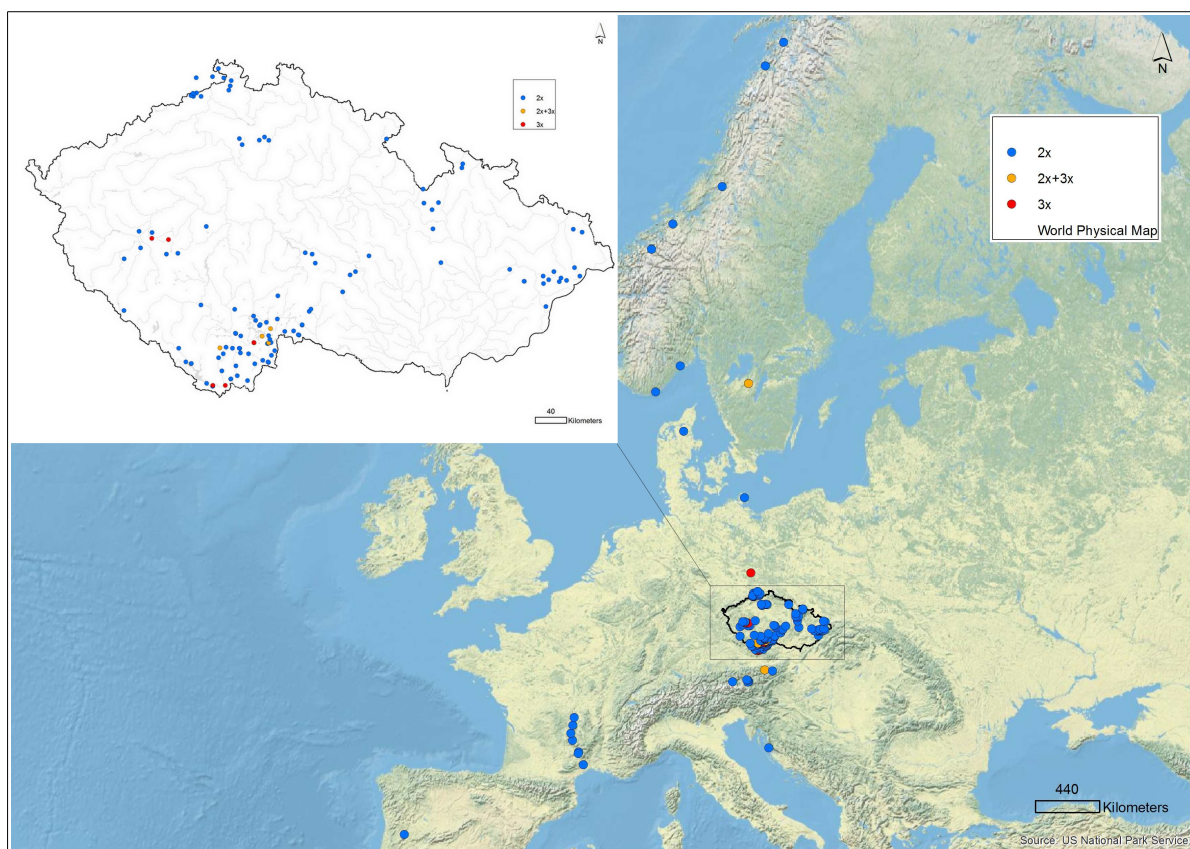 N
2x
2x+3x
3x
40
Kilometers
N
2x
2x+3x
3x
World Physical Map
440
Kilometers
Source: US National Park Service